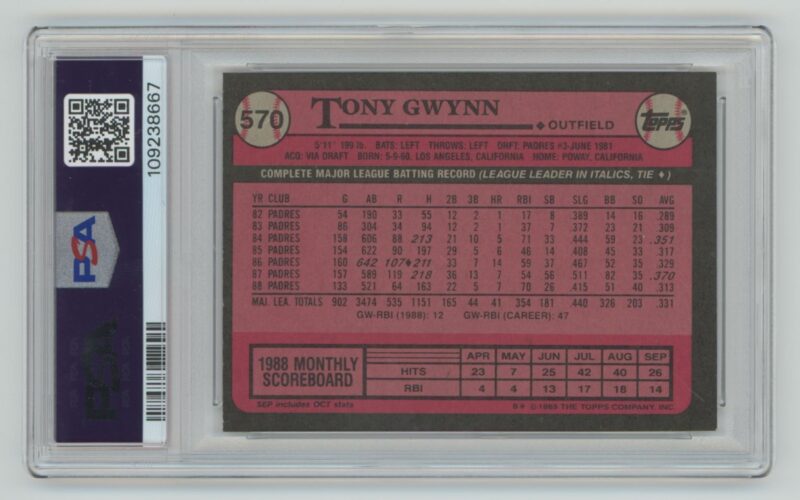 109238667
PSA
570
TONY GWYNN
OUTFIELD
Topps
5'11" 199 lb. BATS: LEFT THROWS: LEFT DRFT: PADRES #3-JUNE 1981
ACQ: VIA DRAFT BORN: 5-9-60, LOS ANGELES, CALIFORNIA HOME: POWAY, CALIFORNIA
COMPLETE MAJOR LEAGUE BATTING RECORD (LEAGUE LEADER IN ITALICS, TIE ♦)
YR CLUB G AB R H 2B 3B HR RBI SB SLG BB SO AVG
82 PADRES 54 190 33 55 12 2 1 17 8 .389 14 16 .289
83 PADRES 86 304 34 94 12 2 1 37 7 .372 23 21 .309
84 PADRES 158 606 88 213 21 10 5 71 33 .444 59 23 .351
85 PADRES 154 622 90 197 29 5 6 46 14 .408 45 33 .317
86 PADRES 160 642 107♦ 211 33 7 14 59 37 .467 52 35 .329
87 PADRES 157 589 119 218 36 13 7 54 56 .511 82 35 .370
88 PADRES 133 521 64 163 22 5 7 70 26 .415 51 40 .313
MAJ. LEA. TOTALS 902 3474 535 1151 165 44 41 354 181 .440 326 203 .331
GW-RBI (1988): 12 GW-RBI (CAREER): 47
1988 MONTHLY SCOREBOARD
APR MAY JUN JUL AUG SEP
HITS 23 7 25 42 40 26
RBI 4 4 13 17 18 14
SEP includes OCT stats
THE TOPPS COMPANY, INC.